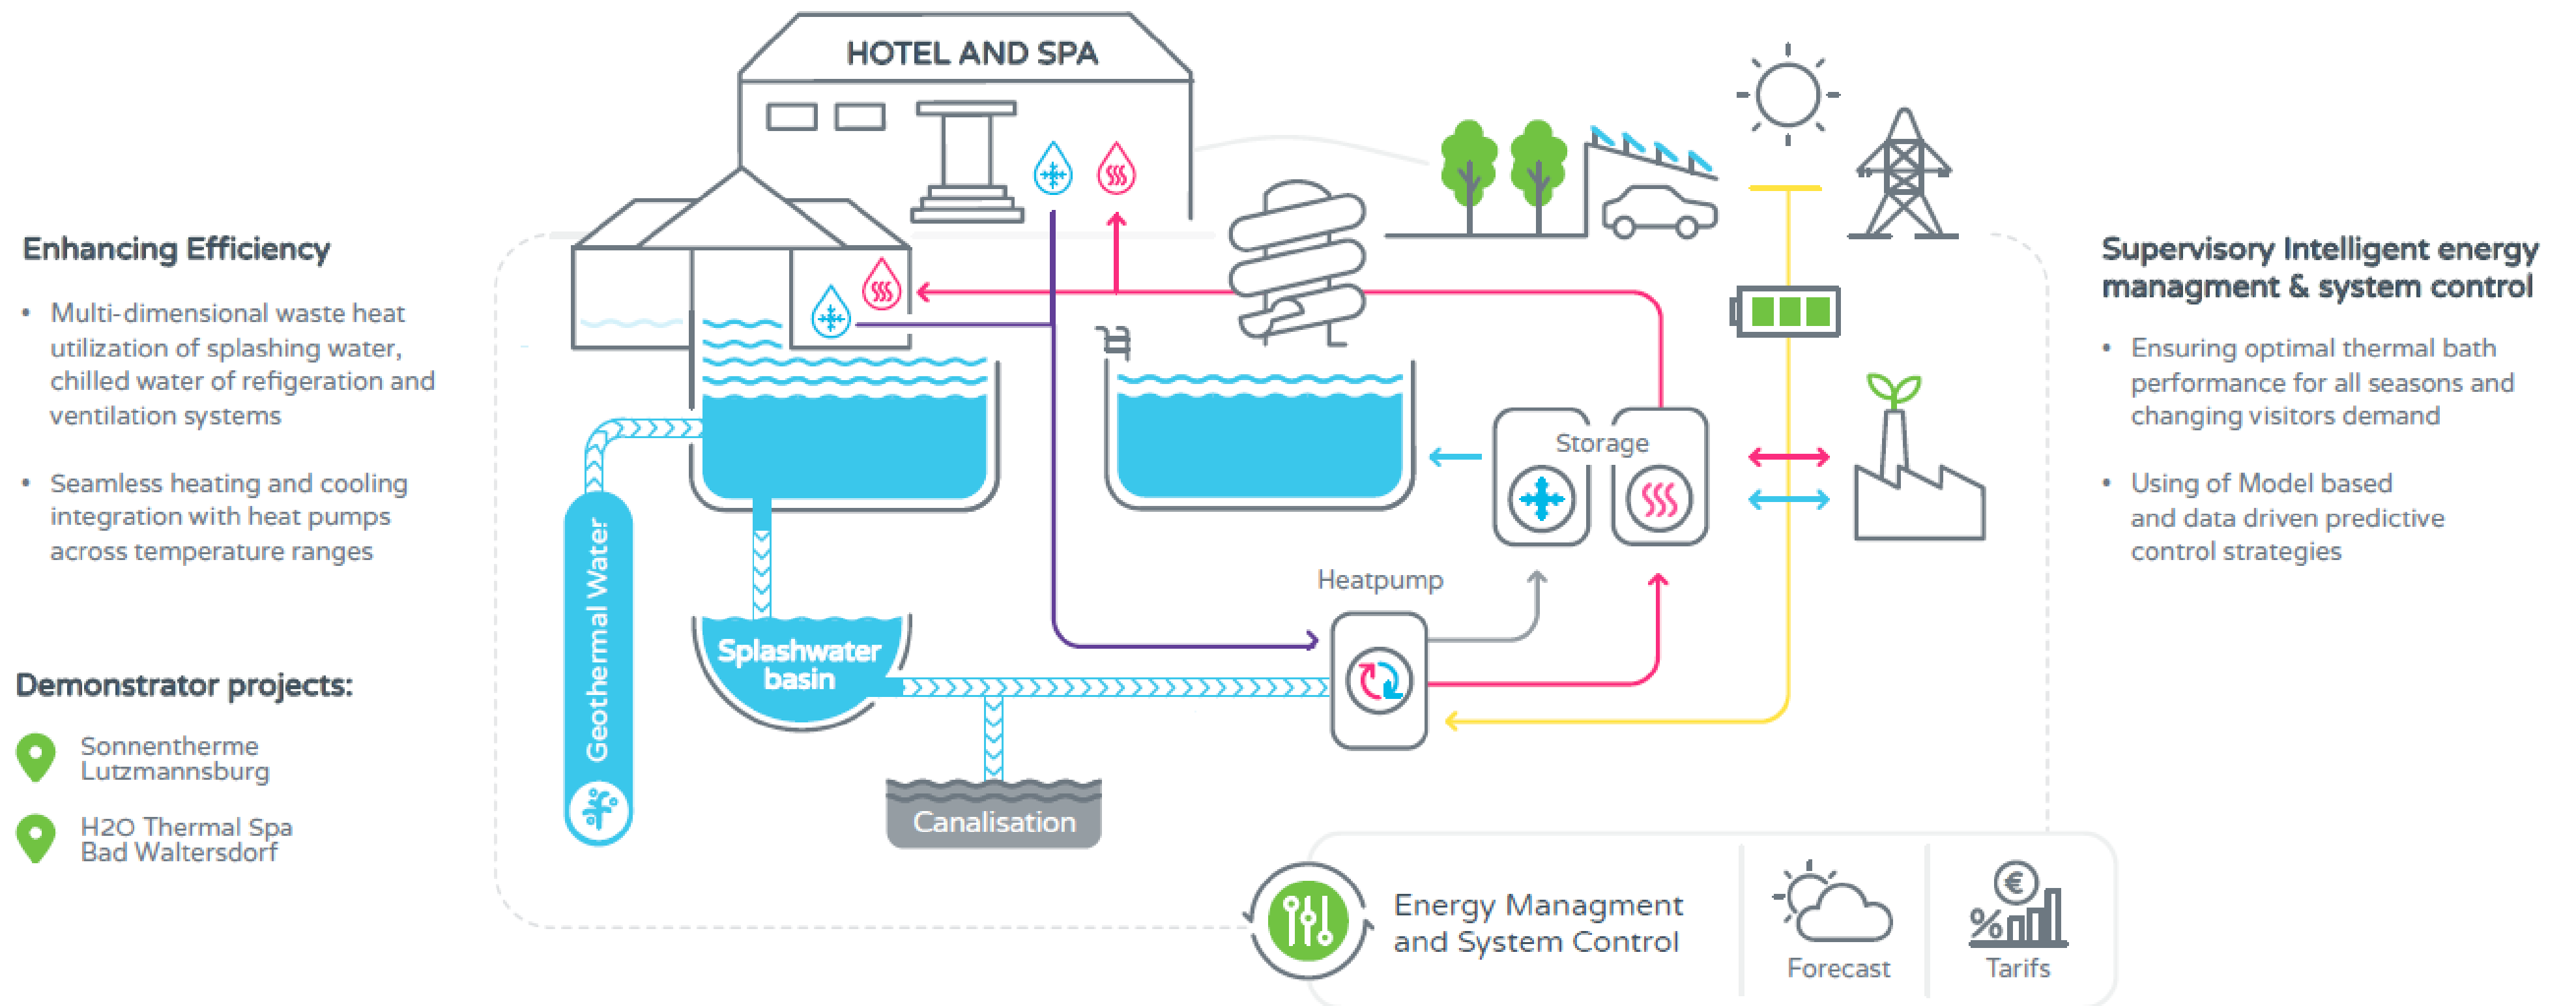 HOTEL AND SPA
Enhancing Efficiency
• Multi-dimensional waste heat
utilization of splashing water,
chilled water of refigeration and
ventilation systems
• Seamless heating and cooling
integration with heat pumps
across temperature ranges
Demonstrator projects:
Sonnentherme
Lutzmannsburg
H2O Thermal Spa
Bad Waltersdorf
Geothermal Water
Splashwater
basin
Canalisation
Heatpump
Storage
Supervisory Intelligent energy
managment & system control
• Ensuring optimal thermal bath
performance for all seasons and
changing visitors demand
• Using of Model based
and data driven predictive
control strategies
Energy Managment
and System Control
Forecast
€
%
Tarifs